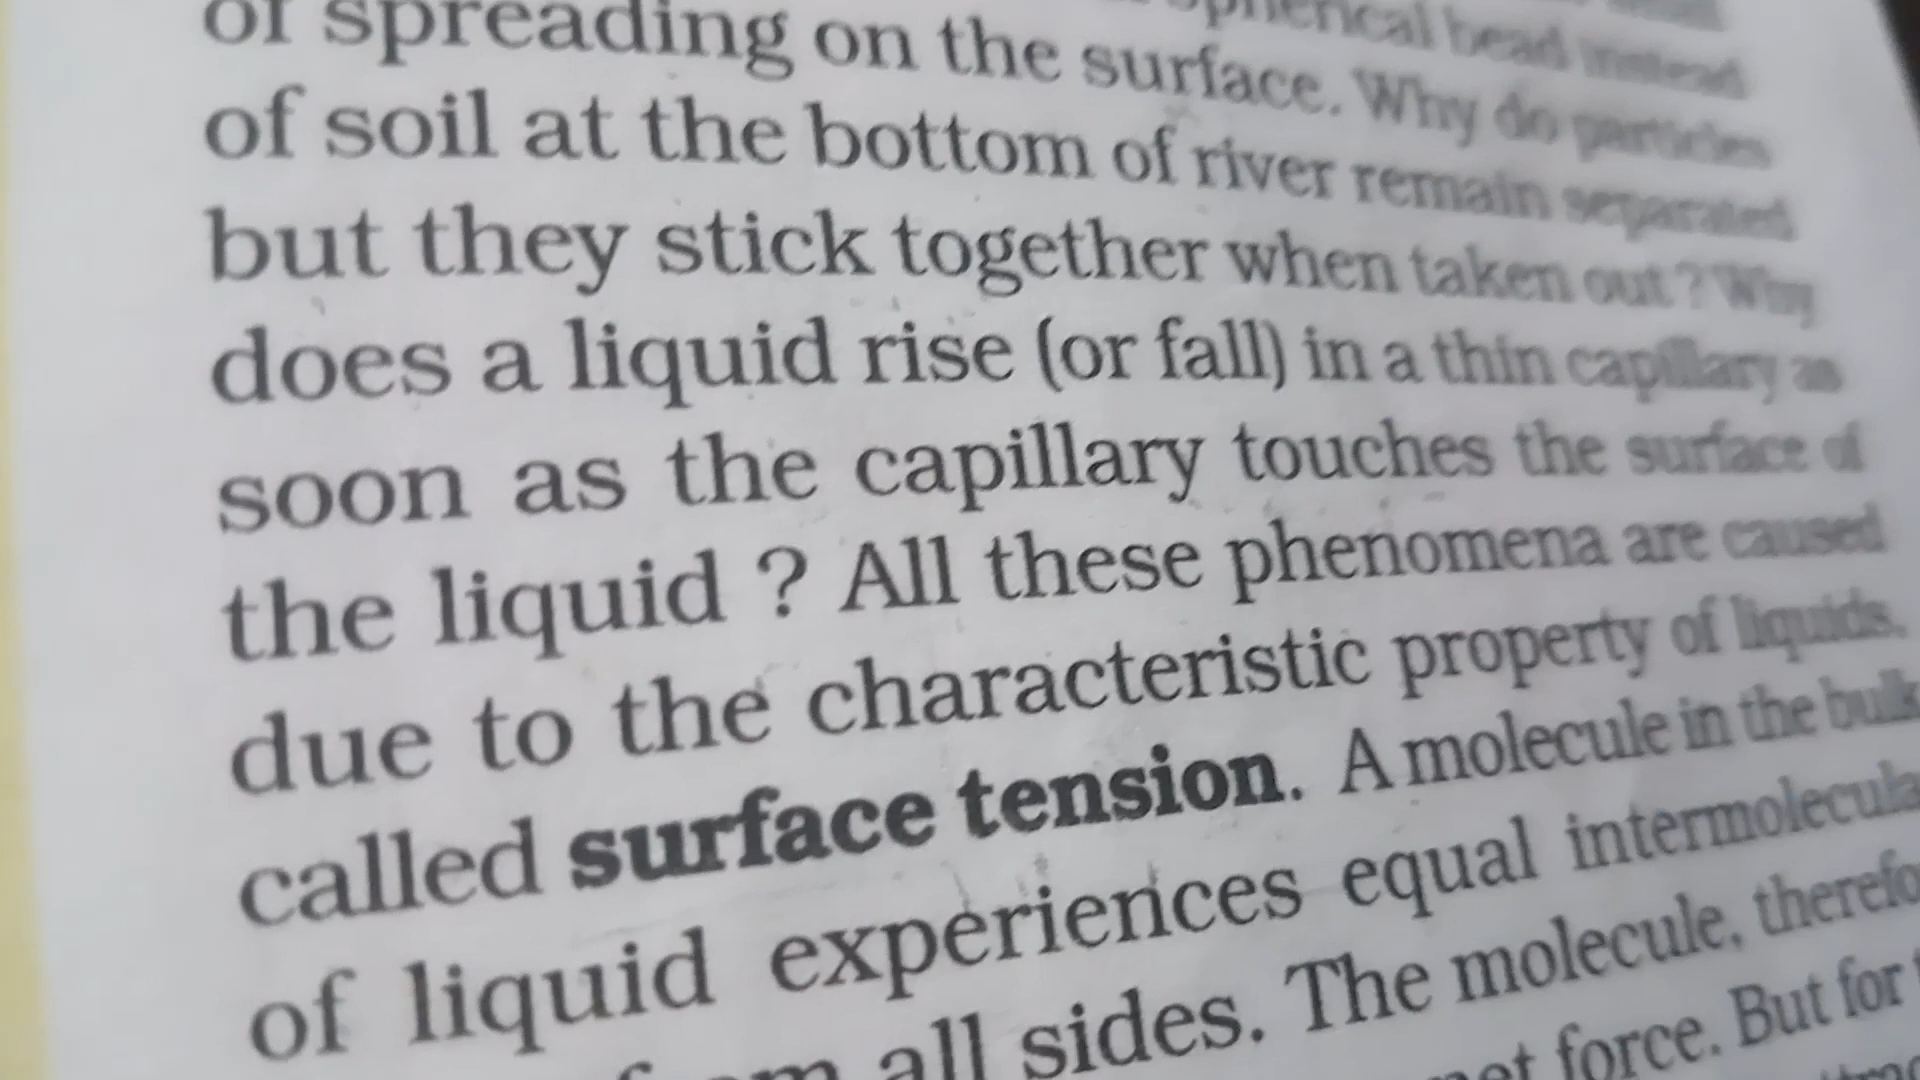 of spreading on the surface. Why do particles
of soil at the bottom of river remain separated
but they stick together when taken out ? Why
does a liquid rise (or fall) in a thin capillary as
soon as the capillary touches the surface of
the liquid ? All these phenomena are caused
due to the characteristic property of liquids,
called surface tension. A molecule in the bulk
of liquid experiences equal intermolecula
all sides. The molecule, therefo
force. But for